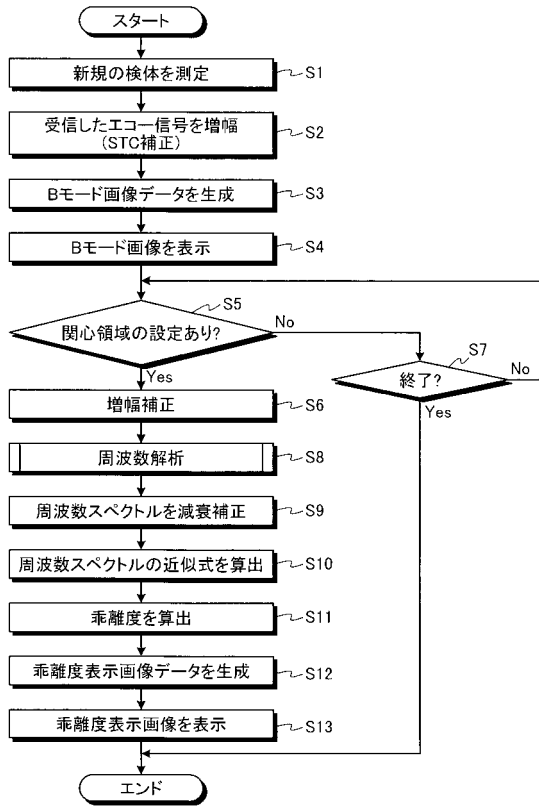 スタート
新規の検体を測定
S1
受信したエコー信号を増幅
(STC補正)
S2
Bモード画像データを生成
S3
Bモード画像を表示
S4
関心領域の設定あり?
S5
No
Yes
終了?
S7
No
Yes
増幅補正
S6
周波数解析
S8
周波数スペクトルを減衰補正
S9
周波数スペクトルの近似式を算出
S10
乖離度を算出
S11
乖離度表示画像データを生成
S12
乖離度表示画像を表示
S13
エンド